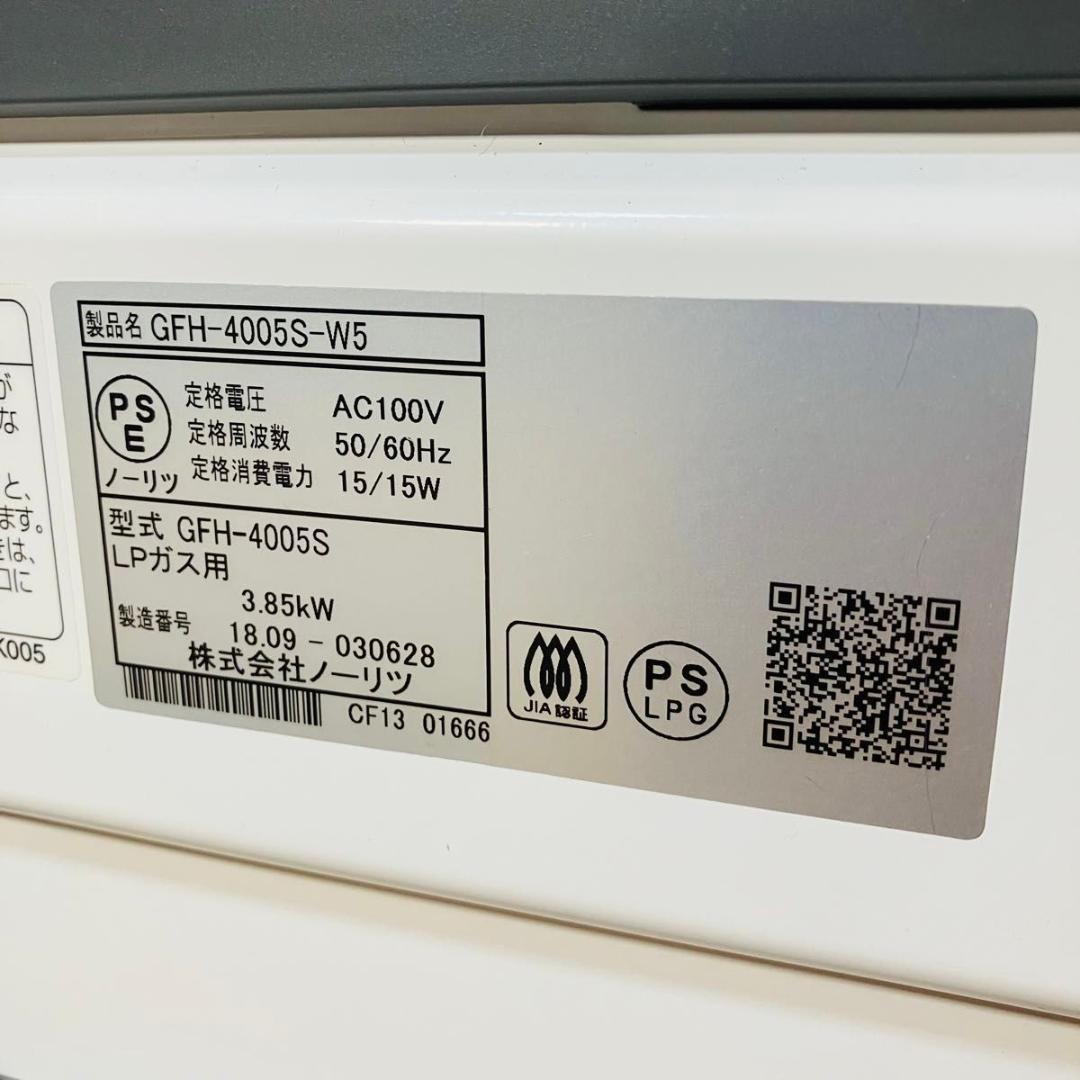 が
な
と、
ます。
きは、
口に
K005
製品名 GFH-4005S-W5
PS
E
ノーリツ
定格電圧 AC100V
定格周波数 50/60Hz
定格消費電力 15/15W
型式 GFH-4005S
LPガス用
3.85kW
製造番号 18.09 - 030628
株式会社ノーリツ
CF13 01666
JIA 認証
PS
LPG